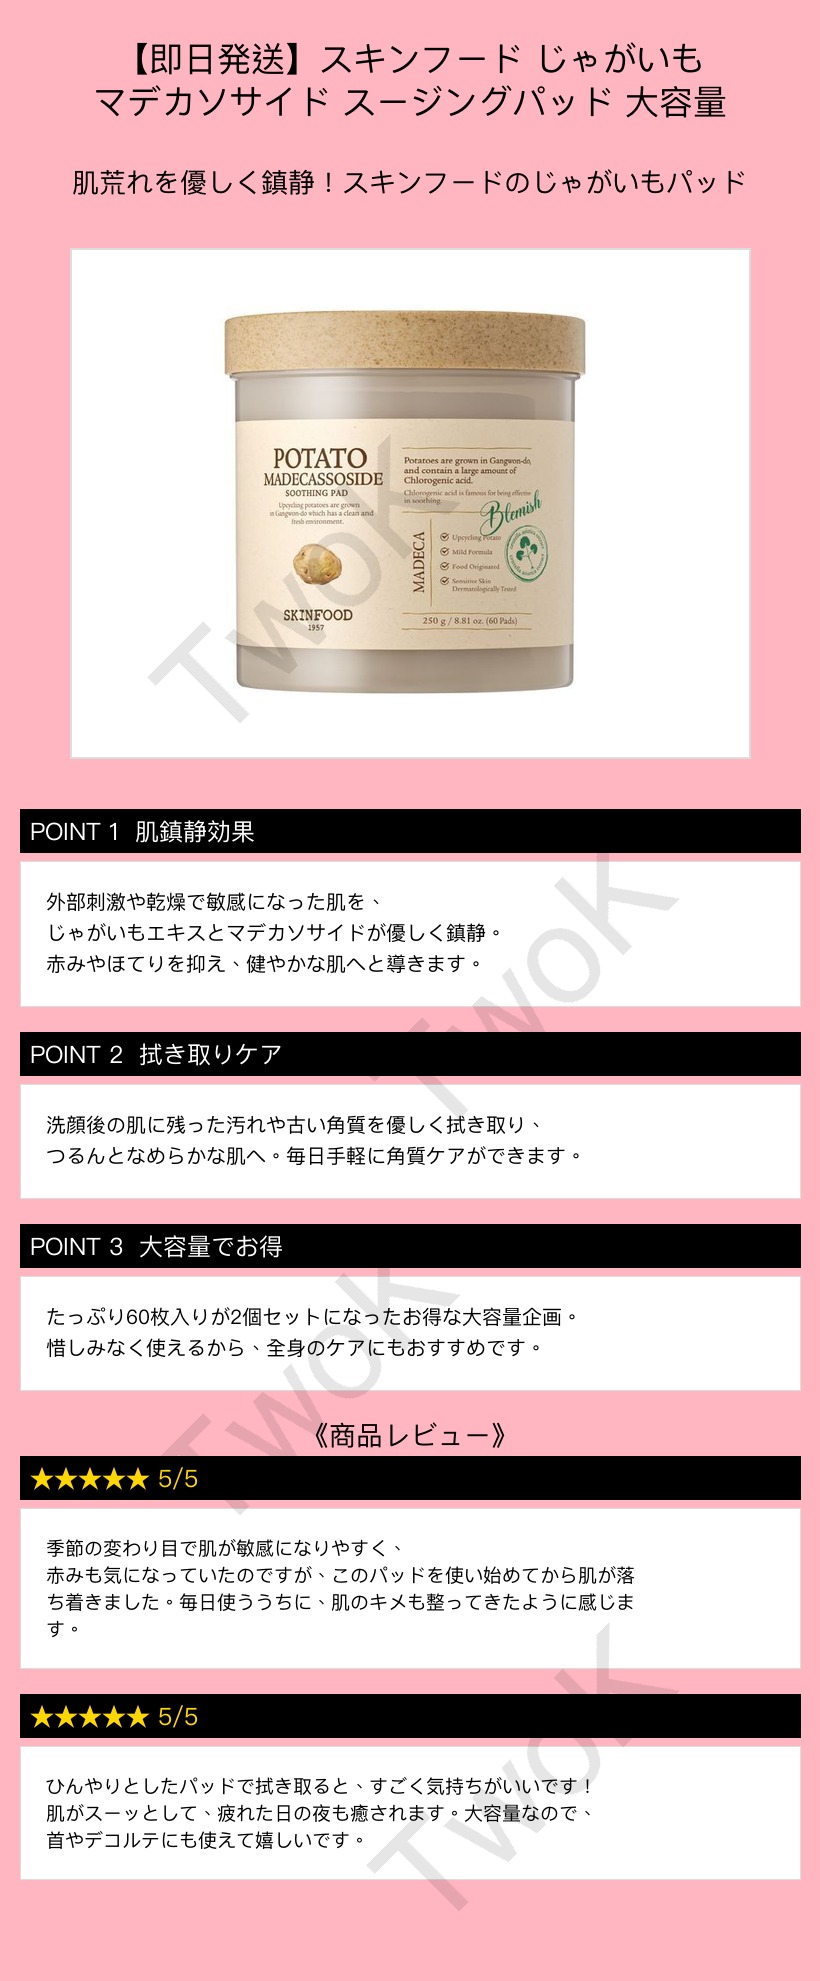 【即日発送】スキンフード じゃがいも
マデカソサイド スージングパッド 大容量
肌荒れを優しく鎮静！スキンフードのじゃがいもパッド
POTATO
MADECASSOSIDE
SOOTHING PAD
Upcycling potatoes are grown
in Gangwon-do which has a clean and
fresh environment.
SKINFOOD
1957
Potatoes are grown in Gangwon-do,
and contain a large amount of
Chlorogenic acid.
Chlorogenic acid is famous for being effective
in soothing.
Blemish
MADECA
Upcycling Potato
Mild Formula
Food Originated
Sensitive Skin
Dermatologically Tested
250 g / 8.81 oz. (60 Pads)
TwoK
POINT 1 肌鎮静効果
外部刺激や乾燥で敏感になった肌を、
じゃがいもエキスとマデカソサイドが優しく鎮静。
赤みやほてりを抑え、健やかな肌へと導きます。
TwoK
POINT 2 拭き取りケア
洗顔後の肌に残った汚れや古い角質を優しく拭き取り、
つるんとなめらかな肌へ。毎日手軽に角質ケアができます。
POINT 3 大容量でお得
たっぷり60枚入りが2個セットになったお得な大容量企画。
惜しみなく使えるから、全身のケアにもおすすめです。
TwoK
《商品レビュー》
★★★★★ 5/5
季節の変わり目で肌が敏感になりやすく、
赤みも気になっていたのですが、このパッドを使い始めてから肌が落
ち着きました。毎日使ううちに、肌のキメも整ってきたように感じま
す。
★★★★★ 5/5
ひんやりとしたパッドで拭き取ると、すごく気持ちがいいです！
肌がスーッとして、疲れた日の夜も癒されます。大容量なので、
首やデコルテにも使えて嬉しいです。
TwoK